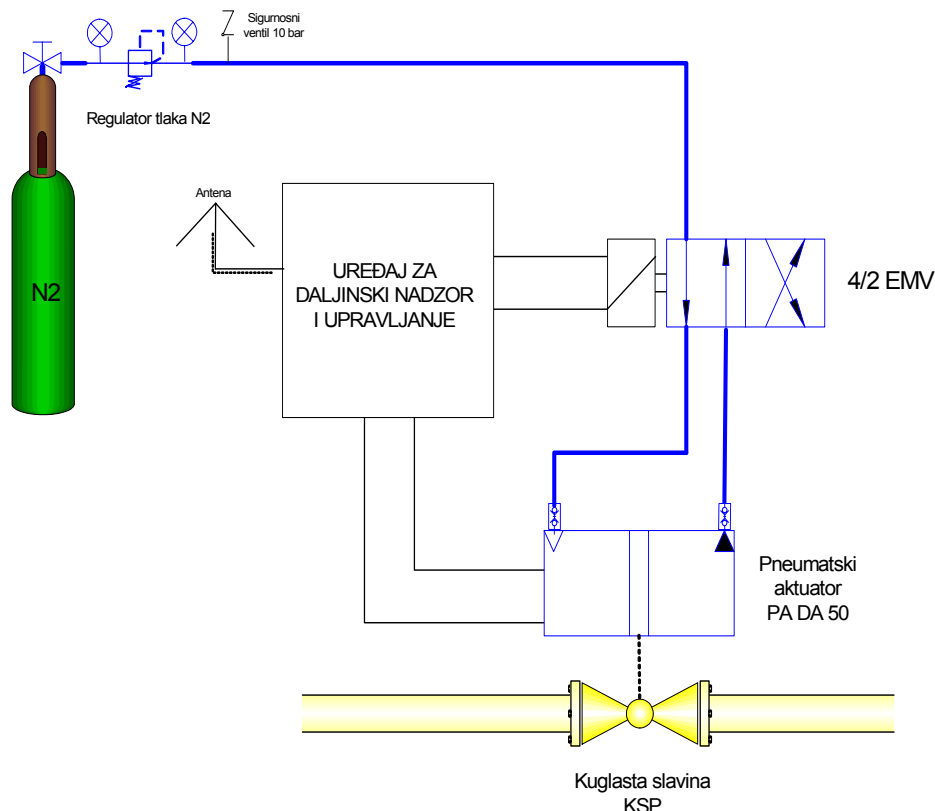 Sigurnosni
ventil 10 bar
Regulator tlaka N2
Antena
N2
UREĐAJ ZA
DALJINSKI NADZOR
I UPRAVLJANJE
4/2 EMV
Pneumatski
aktuator
PA DA 50
Kuglasta slavina
KSP